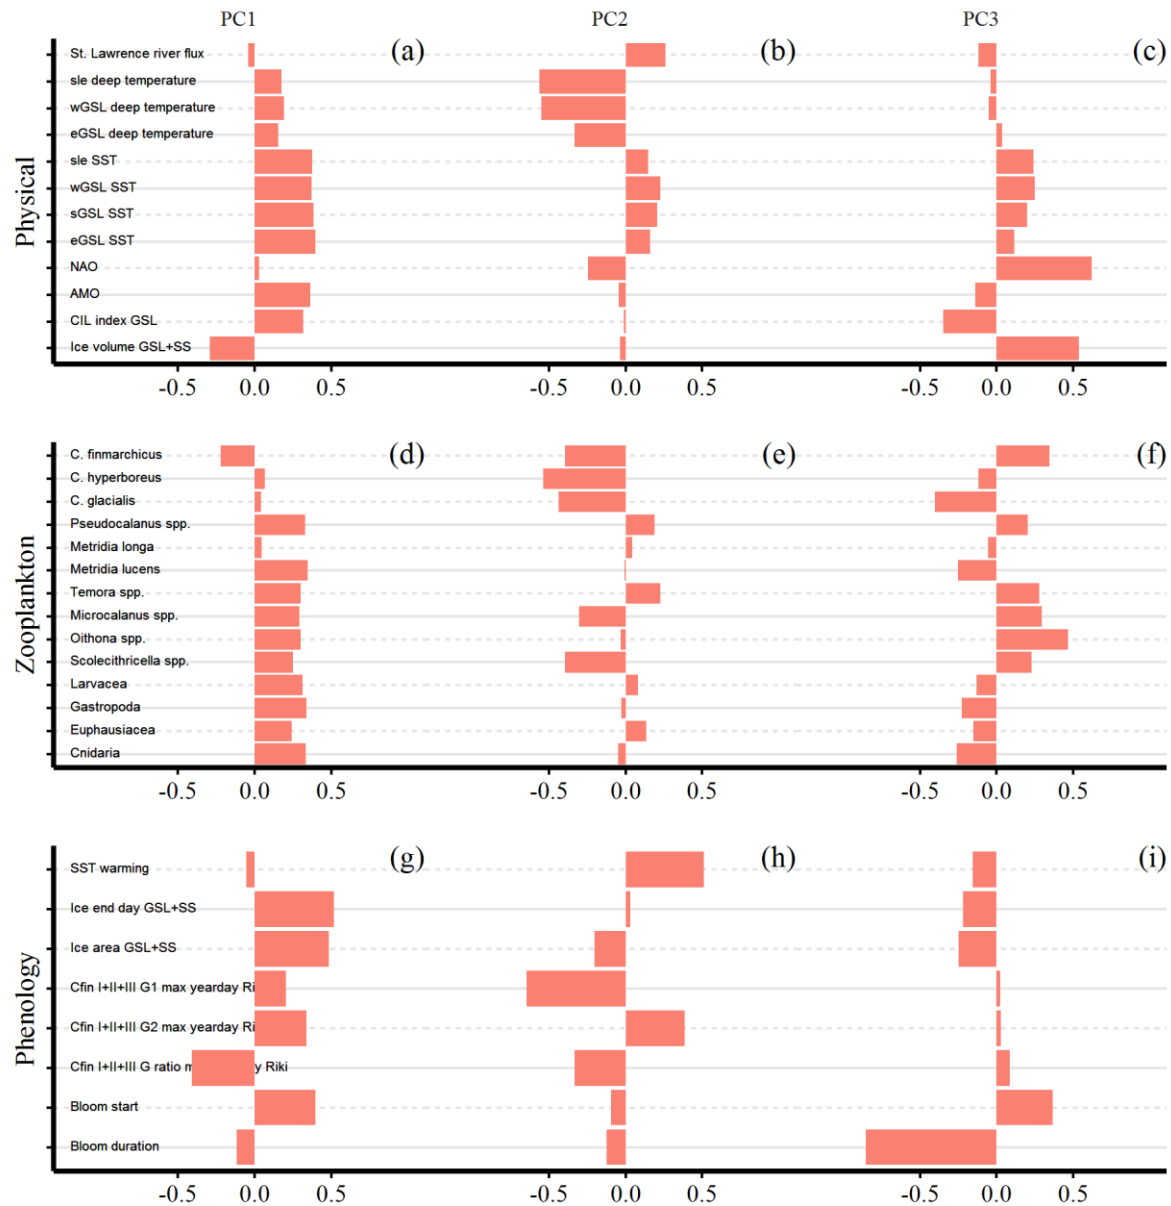 PC1 PC2 PC3
Physical
St. Lawrence river flux (a) (b) (c)
sle deep temperature
wGSL deep temperature
eGSL deep temperature
sle SST
wGSL SST
sGSL SST
eGSL SST
NAO
AMO
CIL index GSL
Ice volume GSL+SS
-0.5 0.0 0.5 -0.5 0.0 0.5 -0.5 0.0 0.5
Zooplankton
C. finmarchicus (d) (e) (f)
C. hyperboreus
C. glacialis
Pseudocalanus spp.
Metridia longa
Metridia lucens
Temora spp.
Microcalanus spp.
Oithona spp.
Scolecithricella spp.
Larvacea
Gastropoda
Euphausiacea
Cnidaria
-0.5 0.0 0.5 -0.5 0.0 0.5 -0.5 0.0 0.5
Phenology
SST warming (g) (h) (i)
Ice end day GSL+SS
Ice area GSL+SS
Cfin I+II+III G1 max yearday Ri
Cfin I+II+III G2 max yearday Ri
Cfin I+II+III G ratio y Riki
Bloom start
Bloom duration
-0.5 0.0 0.5 -0.5 0.0 0.5 -0.5 0.0 0.5